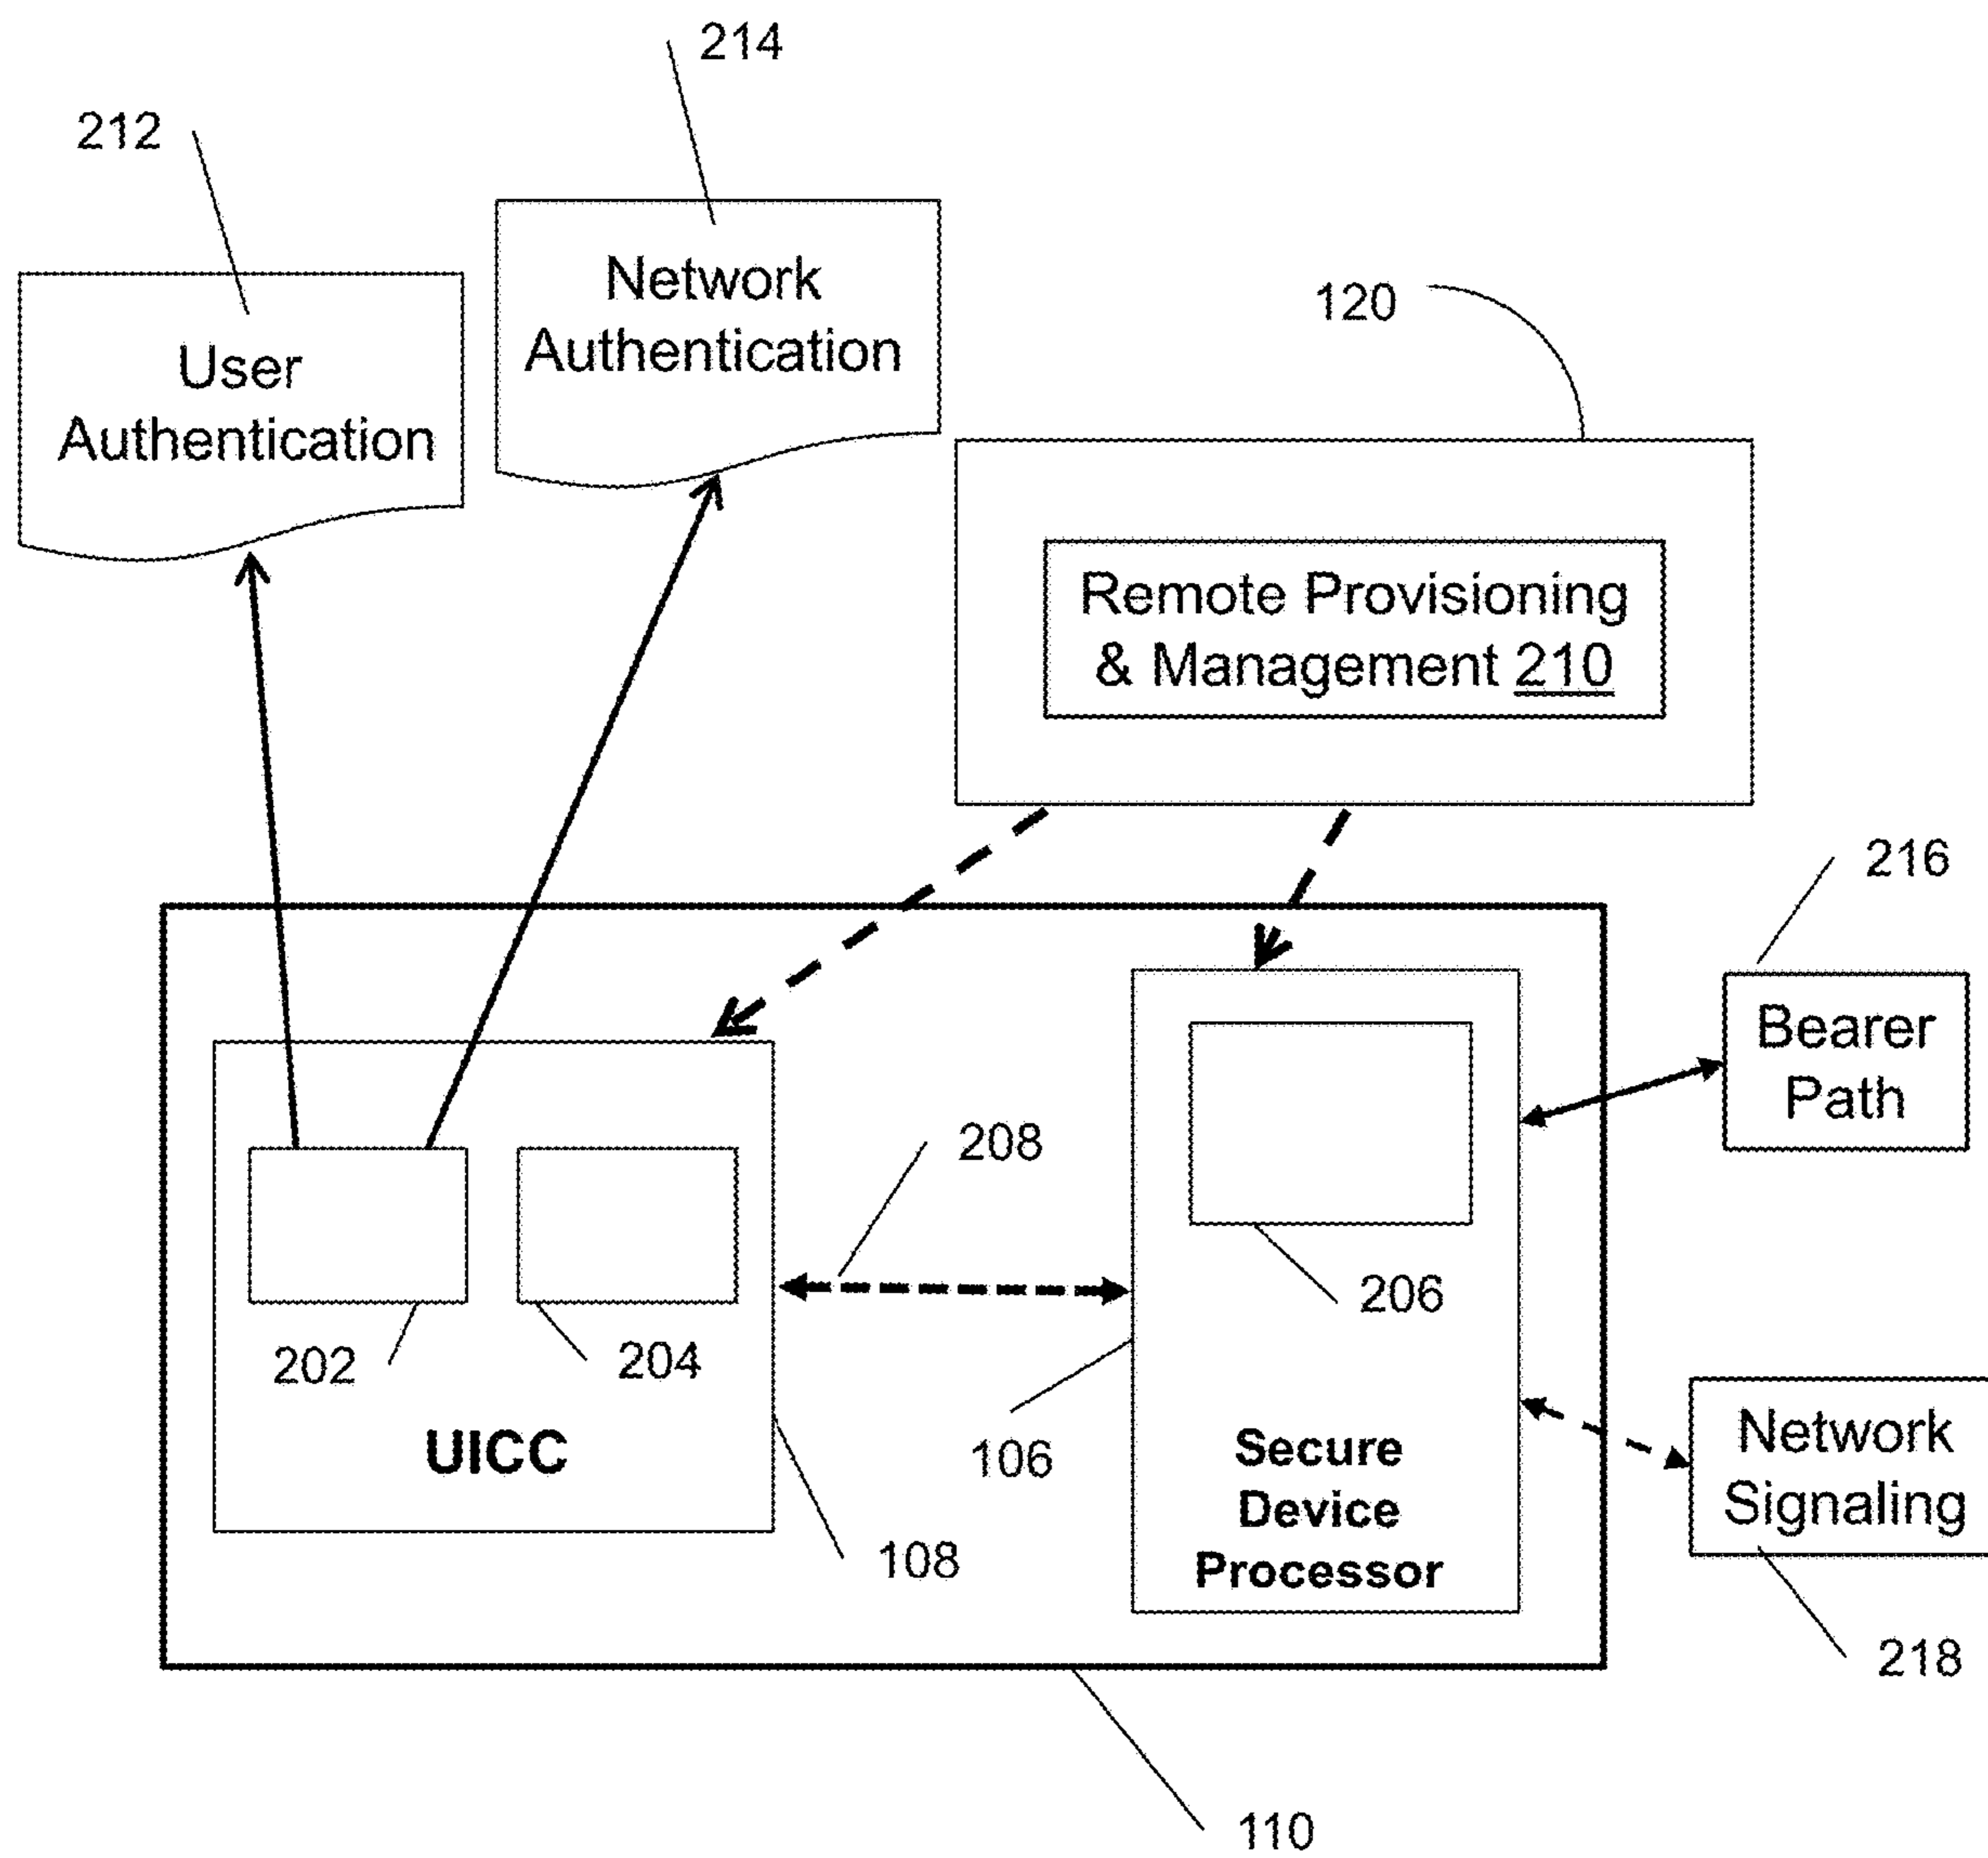 214
212
Network
Authentication
User
Authentication
120
Remote Provisioning
& Management 210
216
Bearer
Path
208
206
202
204
UICC
106
Secure
Device
Processor
108
Network
Signaling
218
110